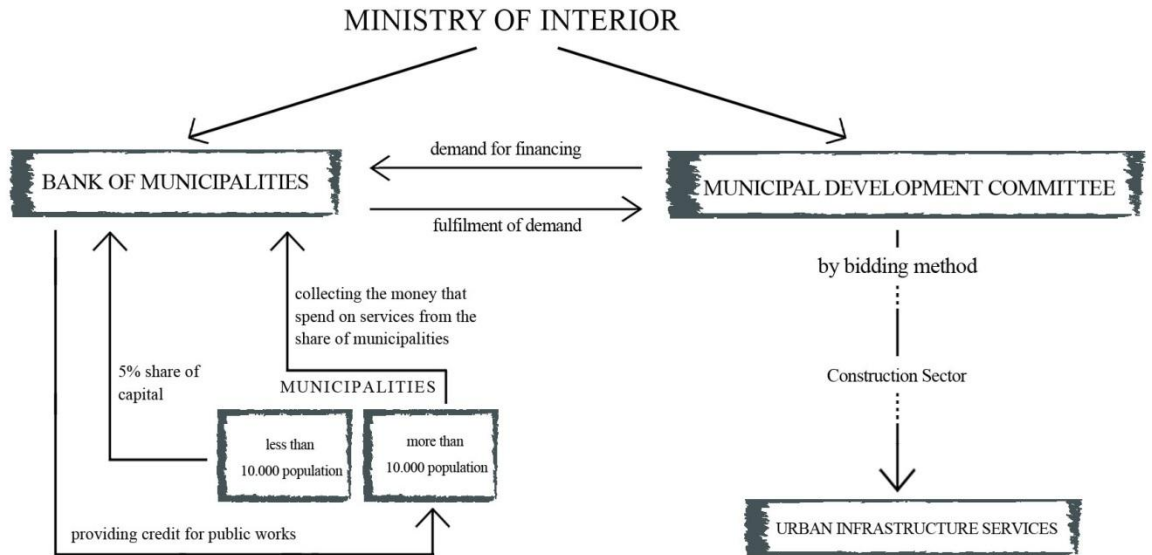 MINISTRY OF INTERIOR
BANK OF MUNICIPALITIES
demand for financing
fulfilment of demand
MUNICIPAL DEVELOPMENT COMMITTEE
by bidding method
collecting the money that
spend on services from the
share of municipalities
5% share of
capital
MUNICIPALITIES
less than
10.000 population
more than
10.000 population
Construction Sector
providing credit for public works
URBAN INFRASTRUCTURE SERVICES